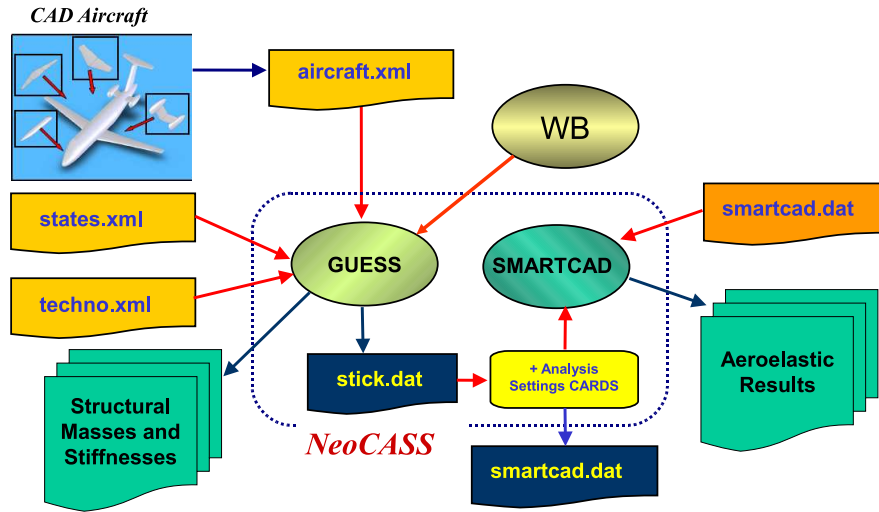 CAD Aircraft
aircraft.xml
WB
states.xml
smartcad.dat
GUESS
SMARTCAD
techno.xml
stick.dat
+ Analysis
Settings CARDS
Aeroelastic
Results
Structural
Masses and
Stiffnesses
NeoCASS
smartcad.dat